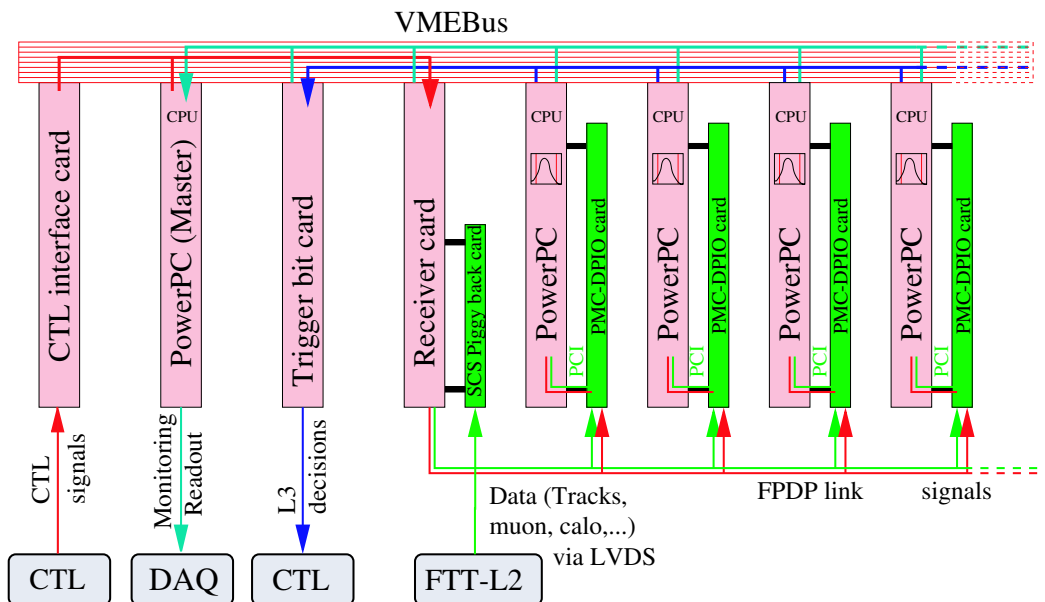 VMEBus
CTL interface card
CPU
PowerPC (Master)
Trigger bit card
Receiver card
SCS Piggy back card
CPU
PowerPC
PCI
PMC-DPIO card
CPU
PowerPC
PCI
PMC-DPIO card
CPU
PowerPC
PCI
PMC-DPIO card
CPU
PowerPC
PCI
PMC-DPIO card
CTL
signals
Monitoring
Readout
L3
decisions
Data (Tracks,
muon, calo,...)
via LVDS
FPDP link
signals
CTL
DAQ
CTL
FTT-L2